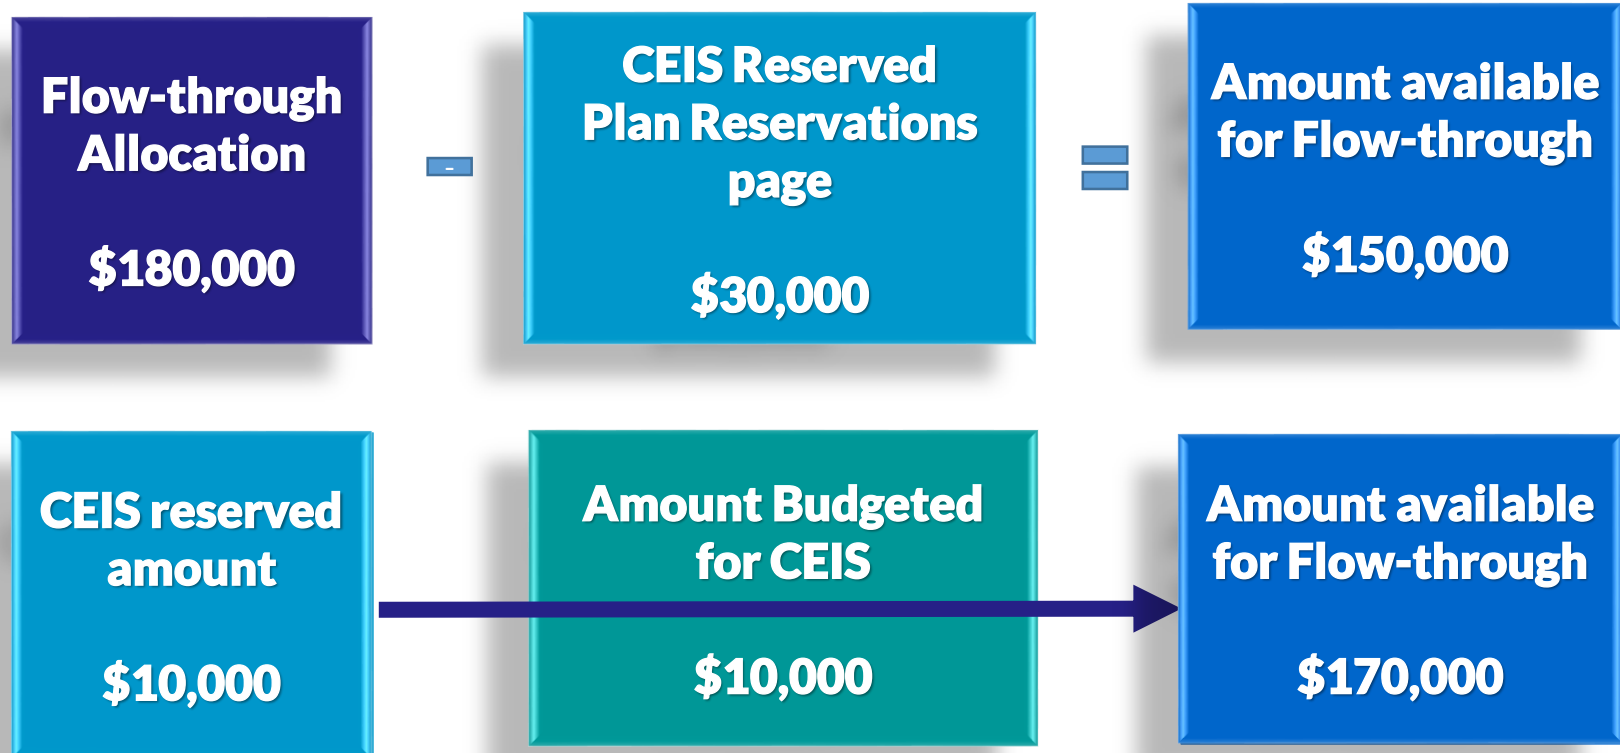 Flow-through
Allocation
$180,000
-
CEIS Reserved
Plan Reservations
page
$30,000
Amount available
for Flow-through
$150,000
CEIS reserved
amount
$10,000
Amount Budgeted
for CEIS
$10,000
Amount available
for Flow-through
$170,000